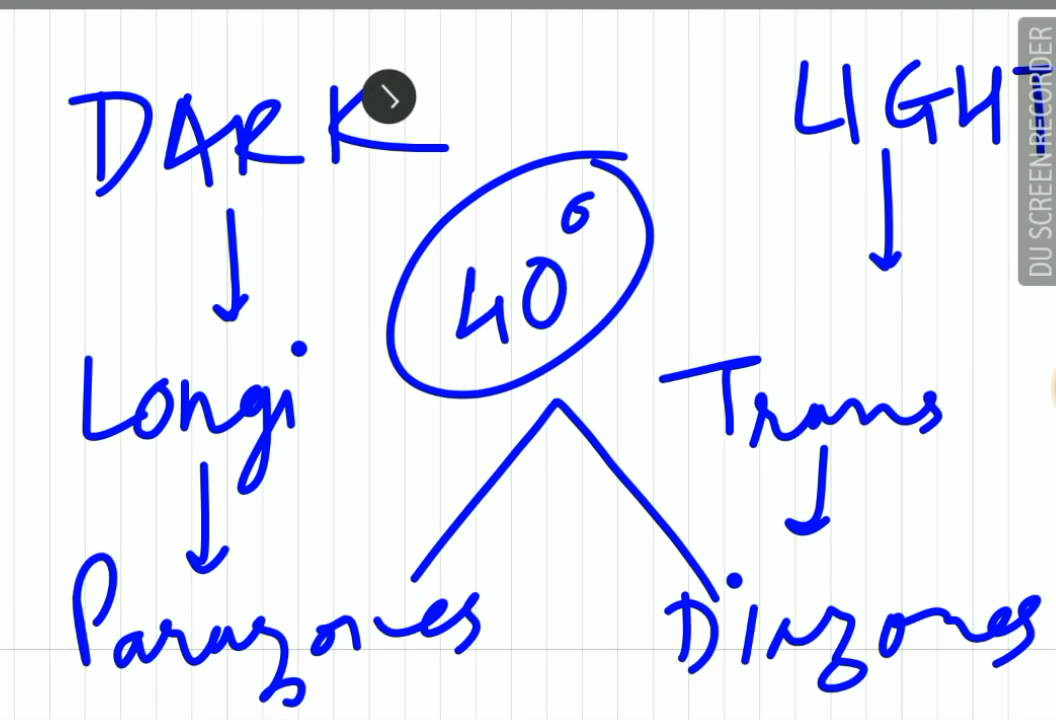 DARK LIGHT
40°
Longi Trans
Parazones Diazones
DU SCREEN RECORDER